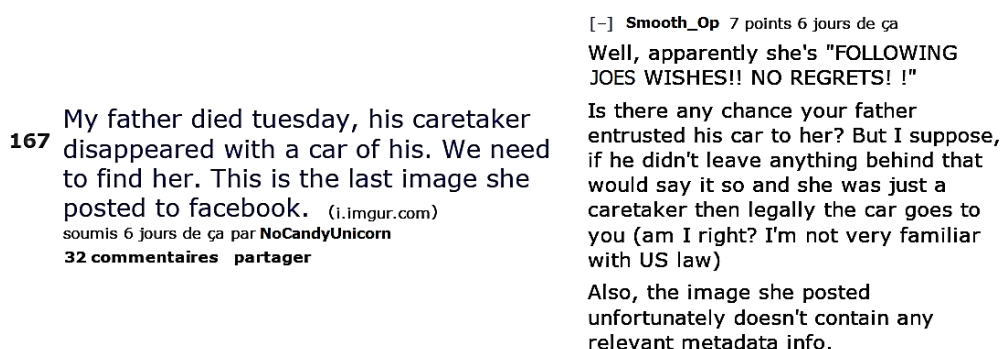 My father died tuesday, his caretaker
167
disappeared with a car of his. We need
to find her. This is the last image she
posted to facebook. (i.imgur.com)
soumis 6 jours de ça par NoCandyUnicorn
32 commentaires partager
[–] Smooth_Op 7 points 6 jours de ça
Well, apparently she's "FOLLOWING
JOES WISHES!! NO REGRETS! !"
Is there any chance your father
entrusted his car to her? But I suppose,
if he didn't leave anything behind that
would say it so and she was just a
caretaker then legally the car goes to
you (am I right? I'm not very familiar
with US law)
Also, the image she posted
unfortunately doesn't contain any
relevant metadata info.